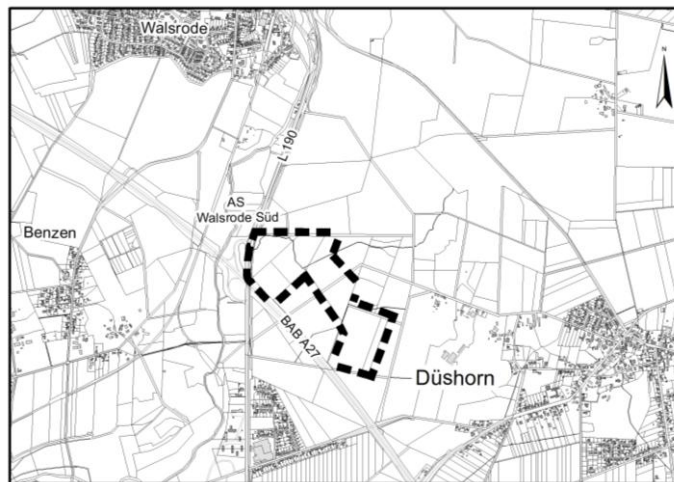 Walsrode
N
L 190
AS
Walsrode Süd
Benzen
BAB A27
Düshorn